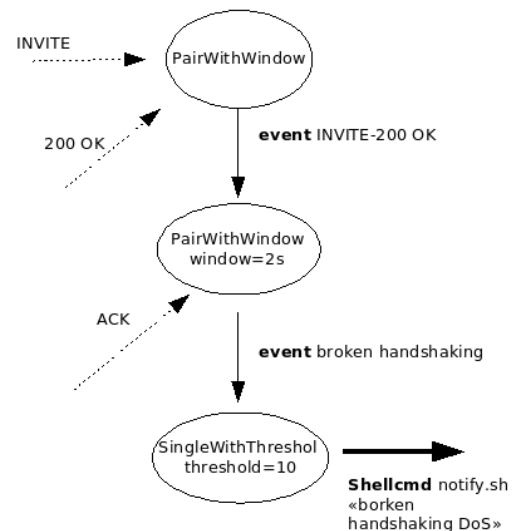 INVITE
PairWithWindow
200 OK
event INVITE-200 OK
PairWithWindow
window=2s
ACK
event broken handshaking
SingleWithThreshol
threshold=10
Shellcmd notify.sh
«borken
handshaking DoS»